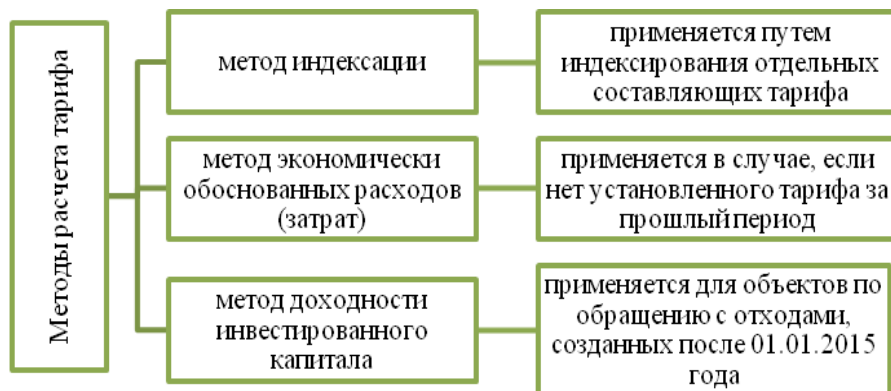 Методы расчета тарифа
метод индексации
применяется путем
индексирования отдельных
составляющих тарифа
метод экономически
обоснованных расходов
(затрат)
применяется в случае, если
нет установленного тарифа за
прошлый период
метод доходности
инвестированного
капитала
применяется для объектов по
обращению с отходами,
созданных после 01.01.2015
года